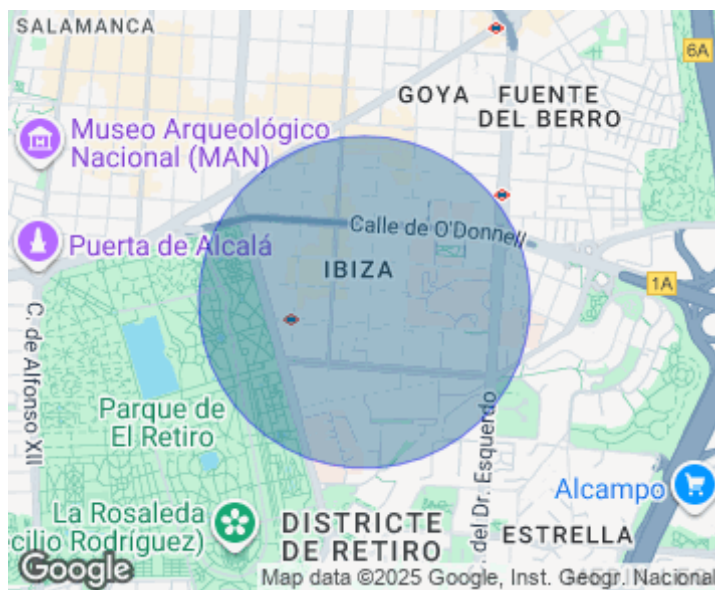 SALAMANCA
6A
GOYA
FUENTE
DEL BERRO
Museo Arqueológico
Nacional (MAN)
Calle de O'Donnell
Puerta de Alcalá
IBIZA
1A
C. de Alfonso XII
Parque de
El Retiro
del Dr. Esquerdo
Alcampo
La Rosaleda
ecilio Rodríguez)
DISTRICTE
DE RETIRO
ESTRELLA
Google
Map data ©2025 Google, Inst. Geogr. Nacional